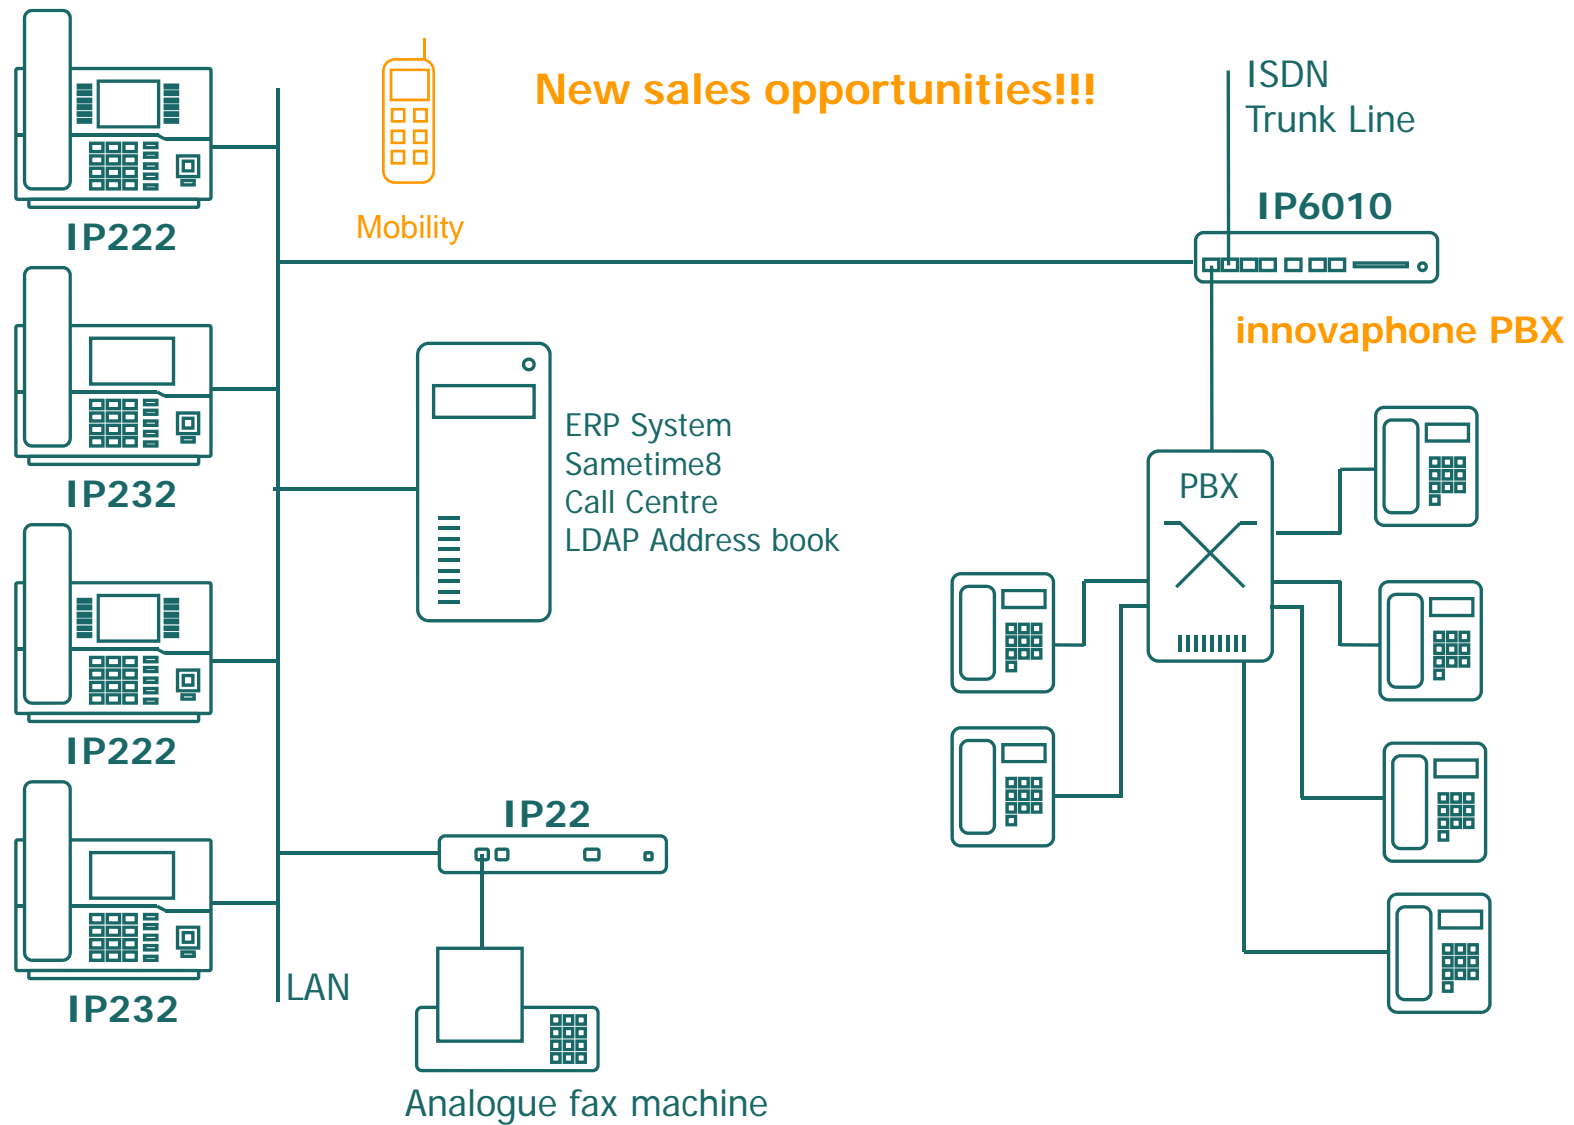 New sales opportunities!!!
ISDN
Trunk Line
IP6010
IP222
Mobility
innovaphone PBX
ERP System
Sametime8
Call Centre
LDAP Address book
PBX
IP232
IP222
IP22
LAN
IP232
Analogue fax machine